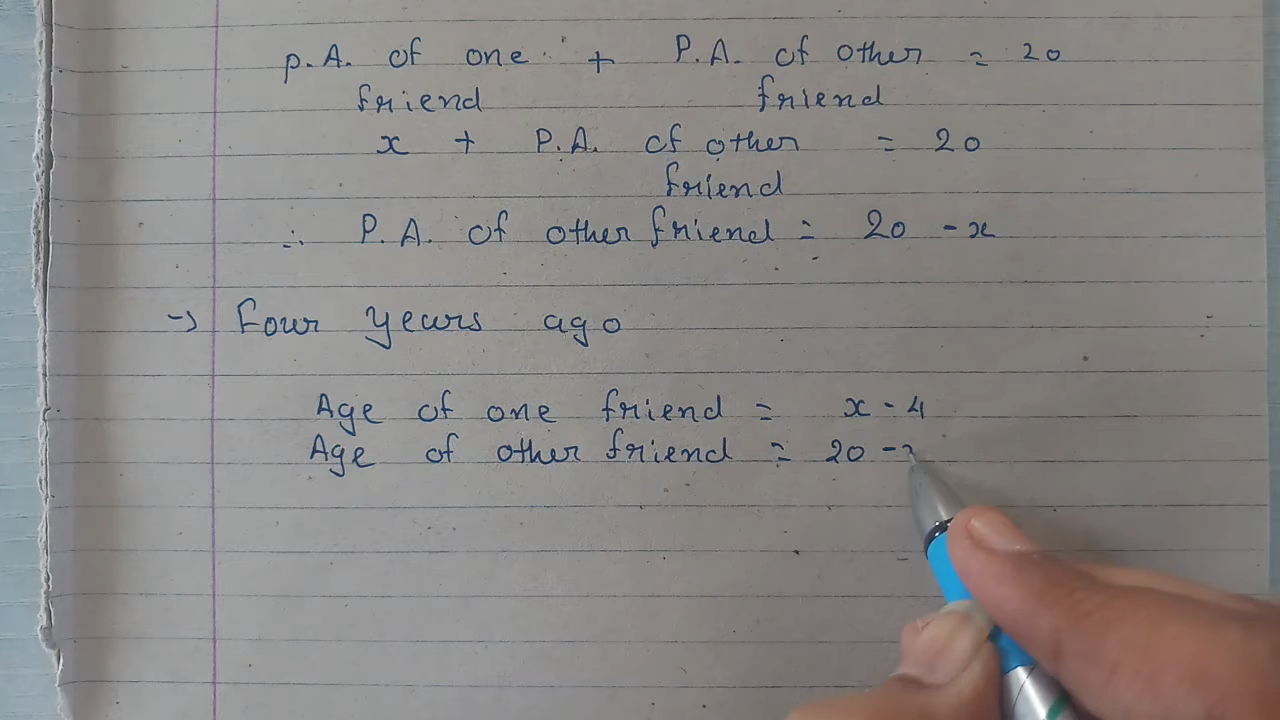 P.A. of one + P.A. of other = 20
friend friend
x + P.A. of other = 20
friend
∴ P.A. of other friend = 20 - x
→ Four years ago
Age of one friend = x - 4
Age of other friend = 20 -